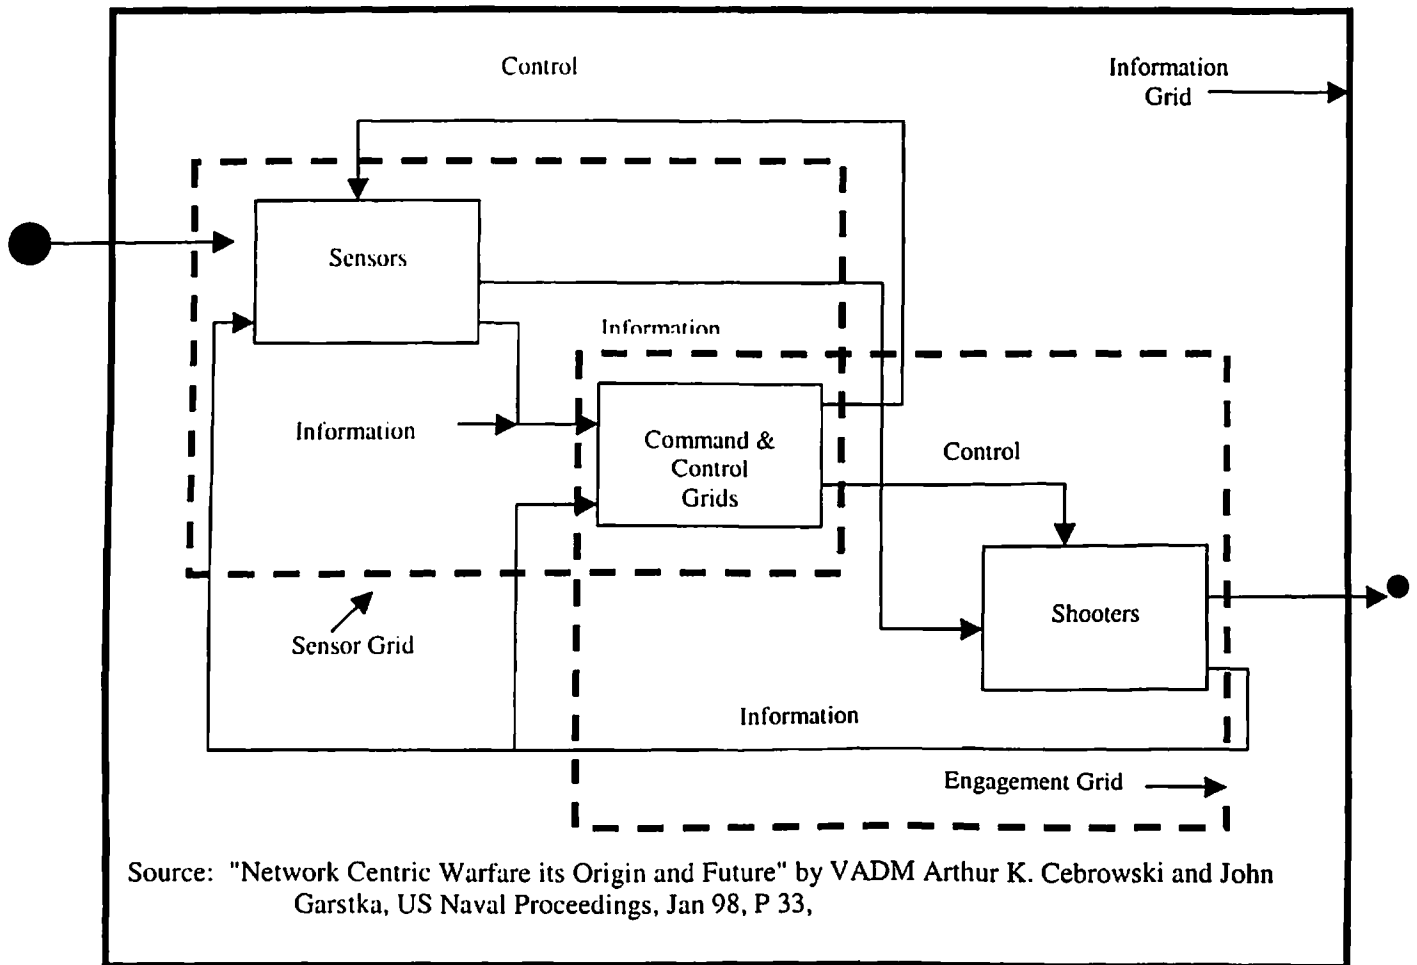 Control
Information
Grid
Sensors
Information
Information
Command &
Control
Grids
Control
Shooters
Sensor Grid
Information
Engagement Grid
Source: "Network Centric Warfare its Origin and Future" by VADM Arthur K. Cebrowski and John
Garstka, US Naval Proceedings, Jan 98, P 33,